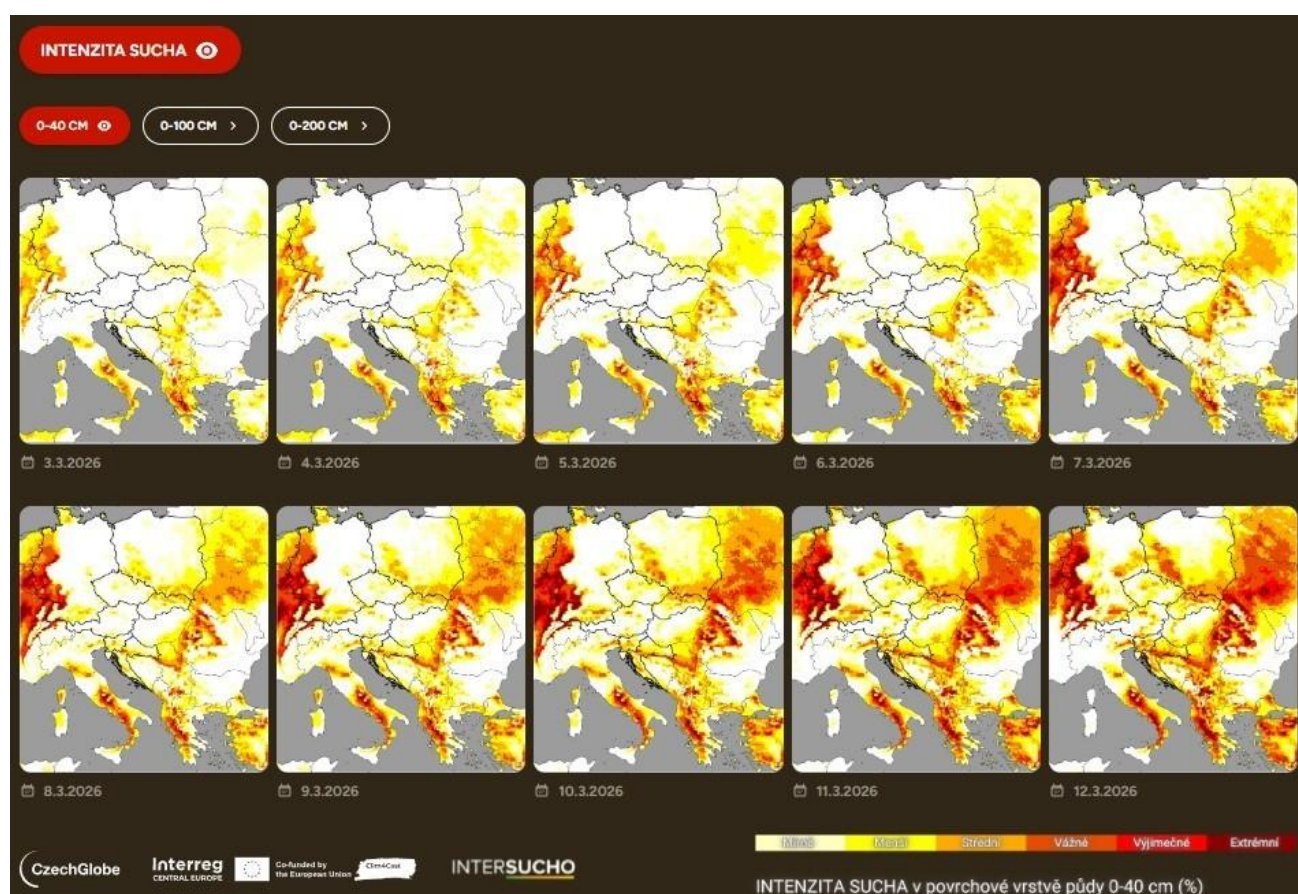 INTENZITA SUCHA
0-40 CM
0-100 CM >
0-200 CM >
3.3.2026
4.3.2026
5.3.2026
6.3.2026
7.3.2026
8.3.2026
9.3.2026
10.3.2026
11.3.2026
12.3.2026
CzechGlobe
Interreg
CENTRAL EUROPE
Co-funded by
the European Union
Clim4Cast
INTERSUCHO
Mírné Menší Střední Vážné Výjimečné Extrémní
INTENZITA SUCHA v povrchové vrstvě půdy 0-40 cm (%)